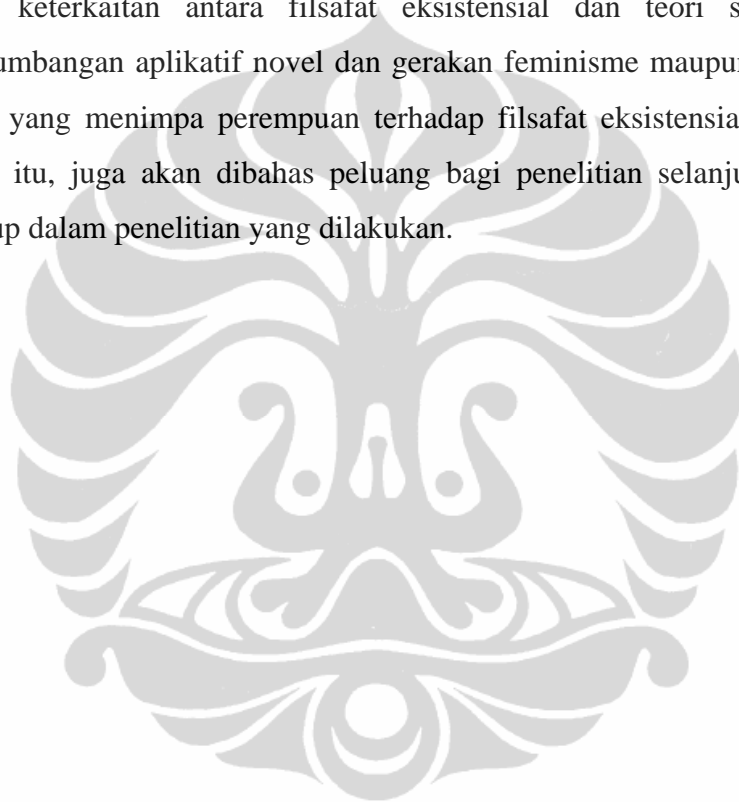 keterkaitan antara filsafat eksistensial dan teori s
umbangan aplikatif novel dan gerakan feminisme maupun
yang menimpa perempuan terhadap filsafat eksistensia
itu, juga akan dibahas peluang bagi penelitian selanju
up dalam penelitian yang dilakukan.